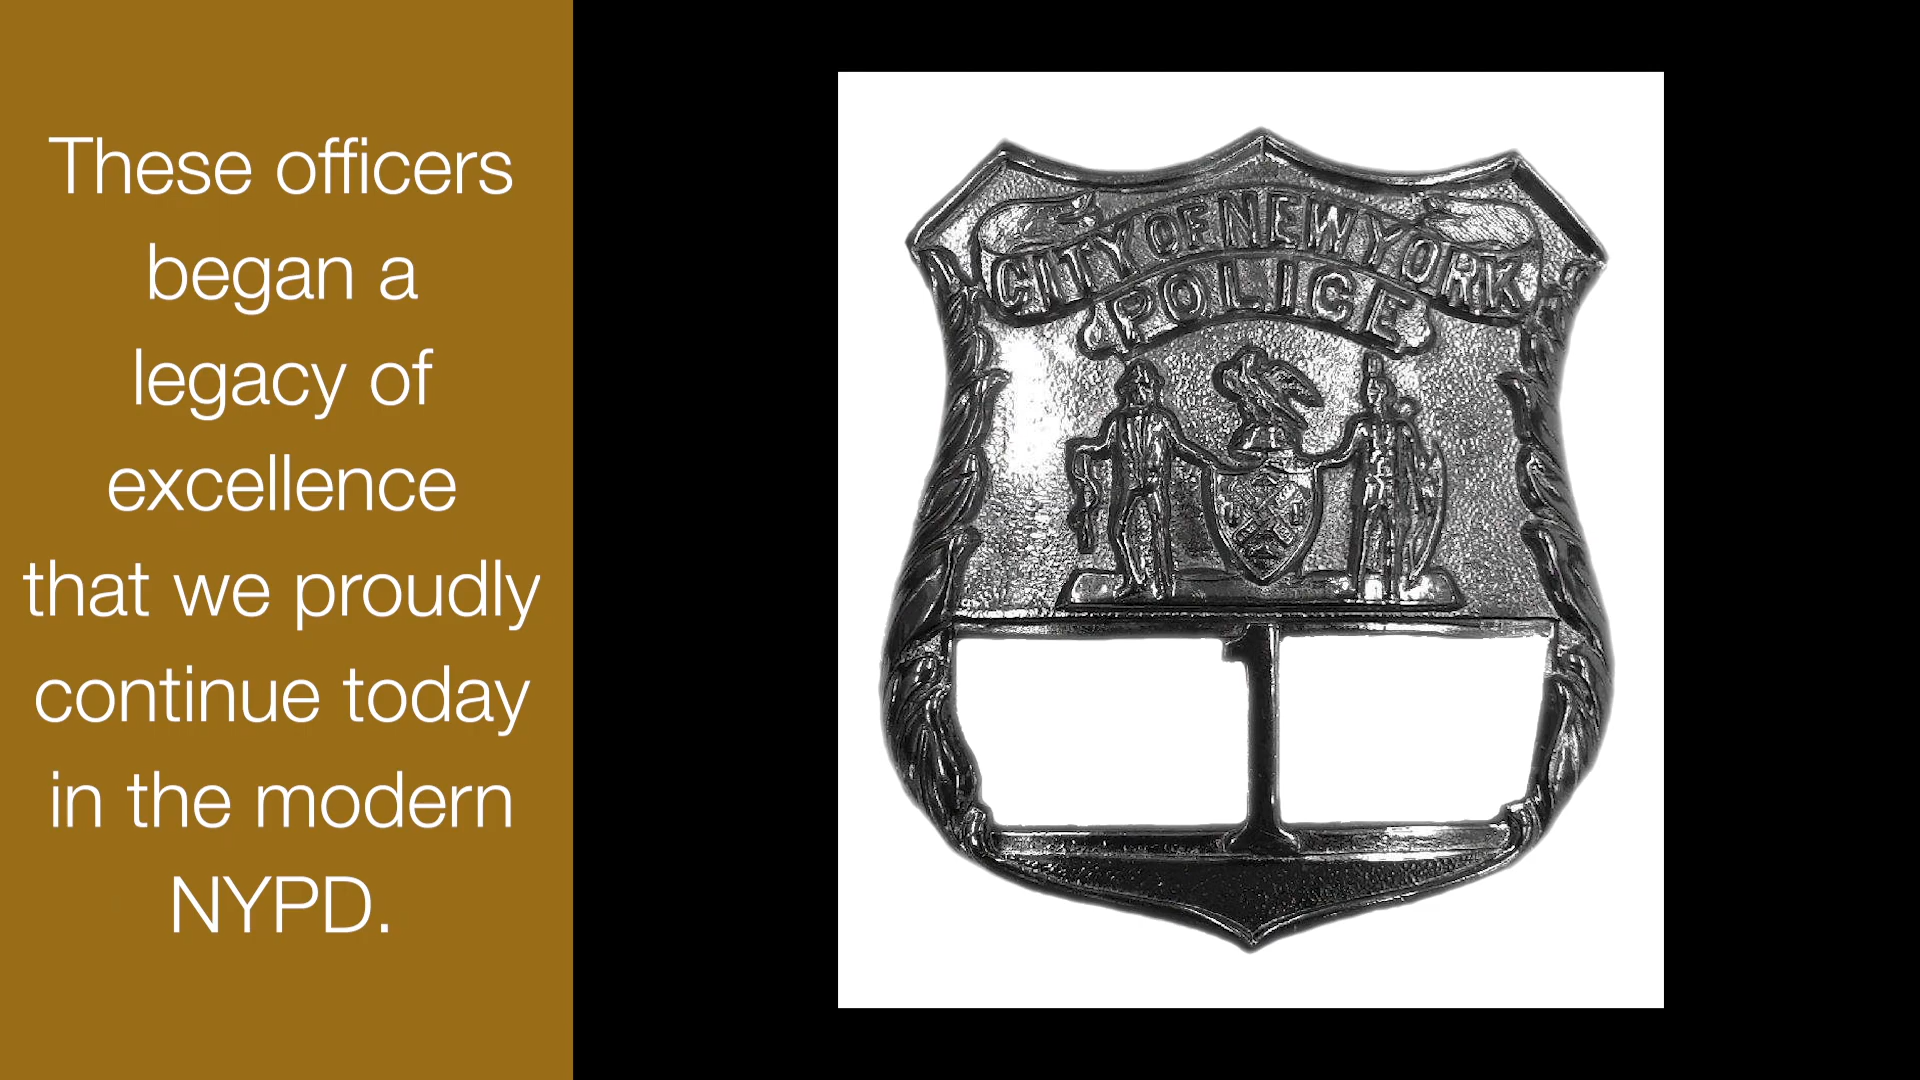 These officers
began a
legacy of
excellence
that we proudly
continue today
in the modern
NYPD.
CITY OF NEW YORK
POLICE
1